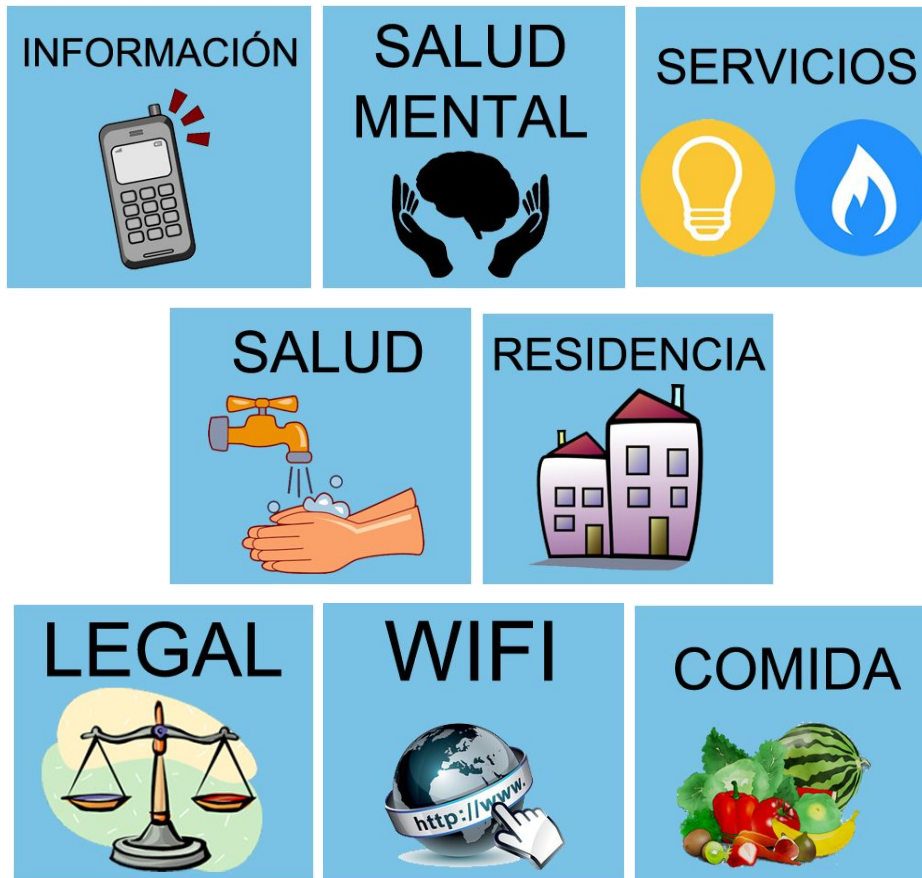 INFORMACIÓN
SALUD
MENTAL
SERVICIOS
SALUD
RESIDENCIA
LEGAL
WIFI
http://www.
COMIDA